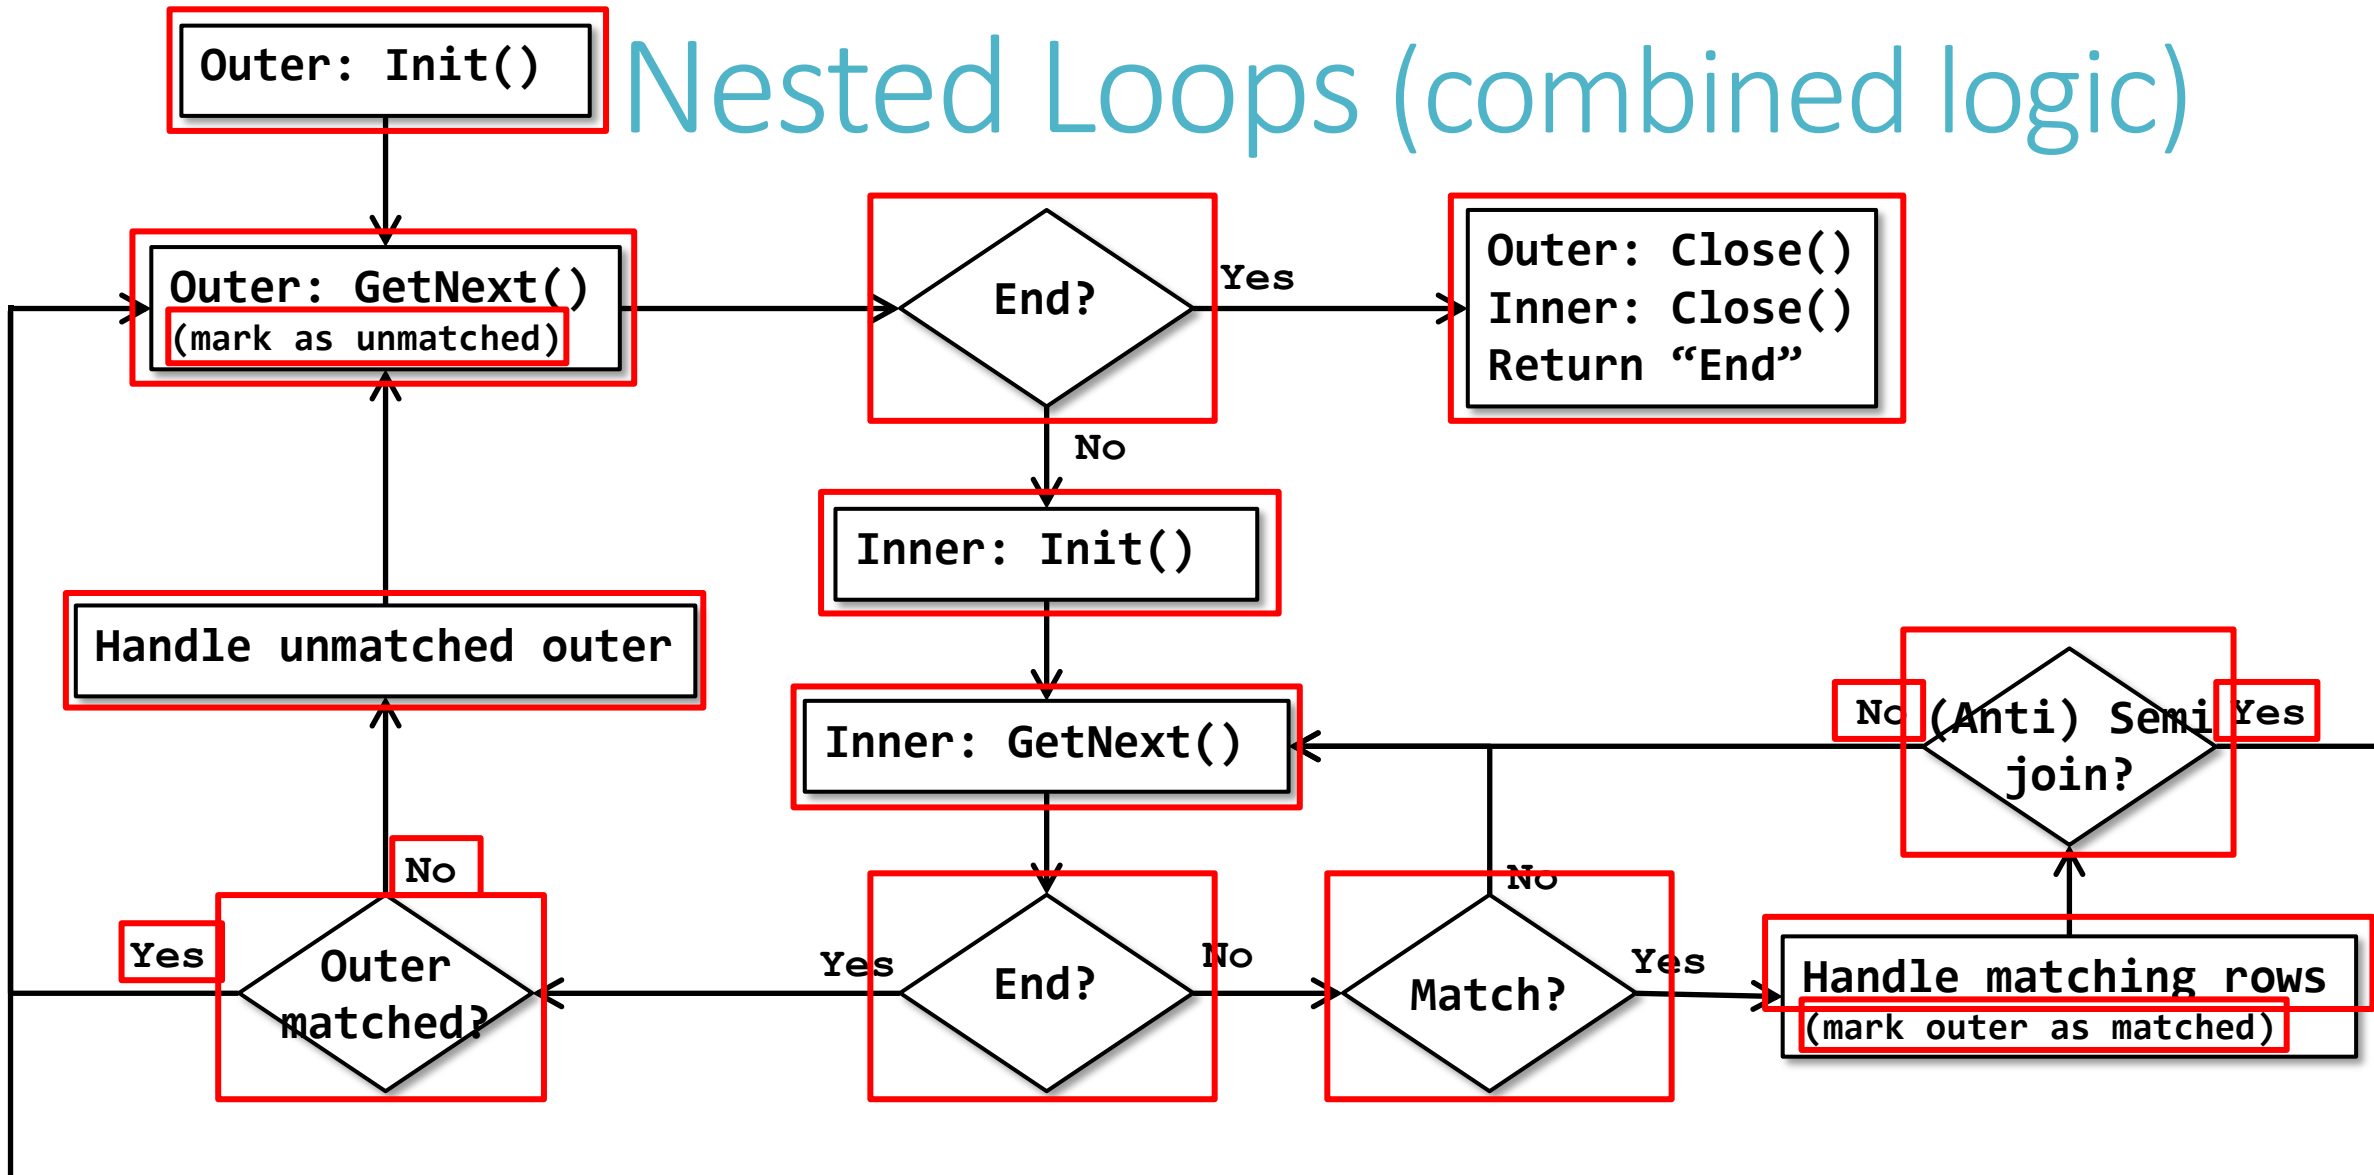 Nested Loops (combined logic)
Outer: Init()
Outer: GetNext()
(mark as unmatched)
End?
Yes
Outer: Close()
Inner: Close()
Return “End”
No
Inner: Init()
Handle unmatched outer
Inner: GetNext()
No
(Anti) Semi
join?
Yes
No
Yes
Outer
matched?
Yes
End?
No
No
Match?
Yes
Handle matching rows
(mark outer as matched)